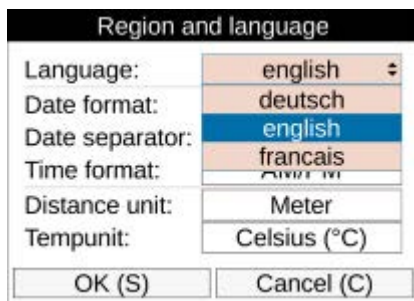 Region and language
Language: english
Date format: deutsch
Date separator: english
Time format: francais
Distance unit: Meter
Tempunit: Celsius (°C)
OK (S) Cancel (C)